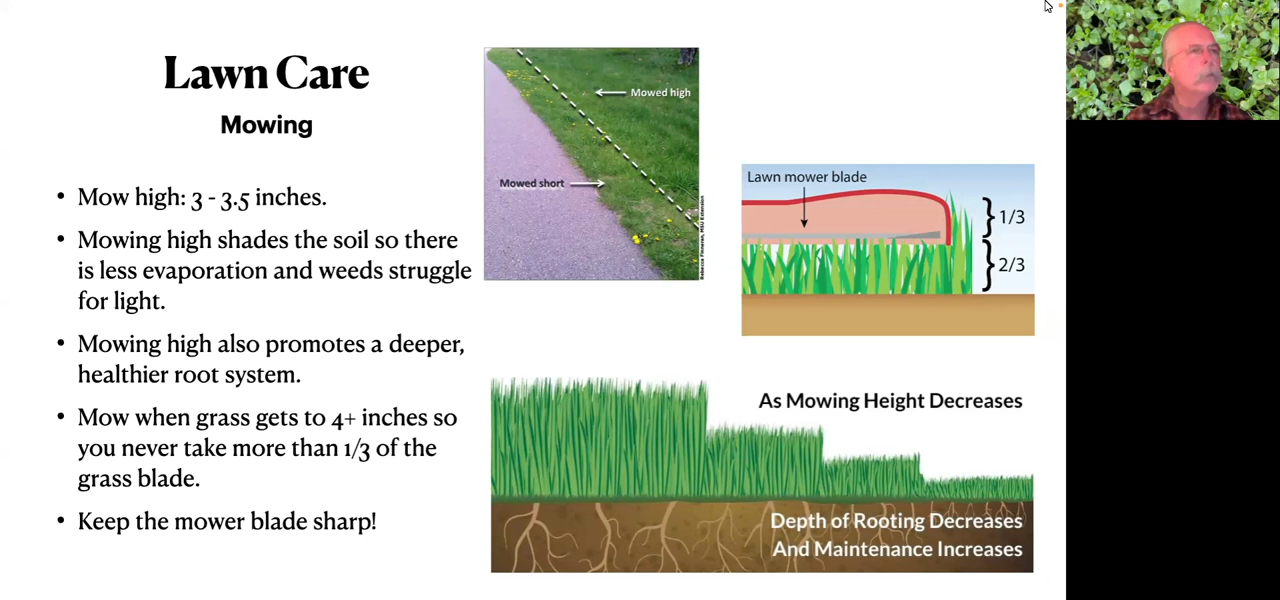 Lawn Care
Mowing
• Mow high: 3 - 3.5 inches.
• Mowing high shades the soil so there
is less evaporation and weeds struggle
for light.
• Mowing high also promotes a deeper,
healthier root system.
• Mow when grass gets to 4+ inches so
you never take more than 1/3 of the
grass blade.
• Keep the mower blade sharp!
Mowed high
Mowed short
Rebecca Finneran, MSU Extension
Lawn mower blade
1/3
2/3
As Mowing Height Decreases
Depth of Rooting Decreases
And Maintenance Increases